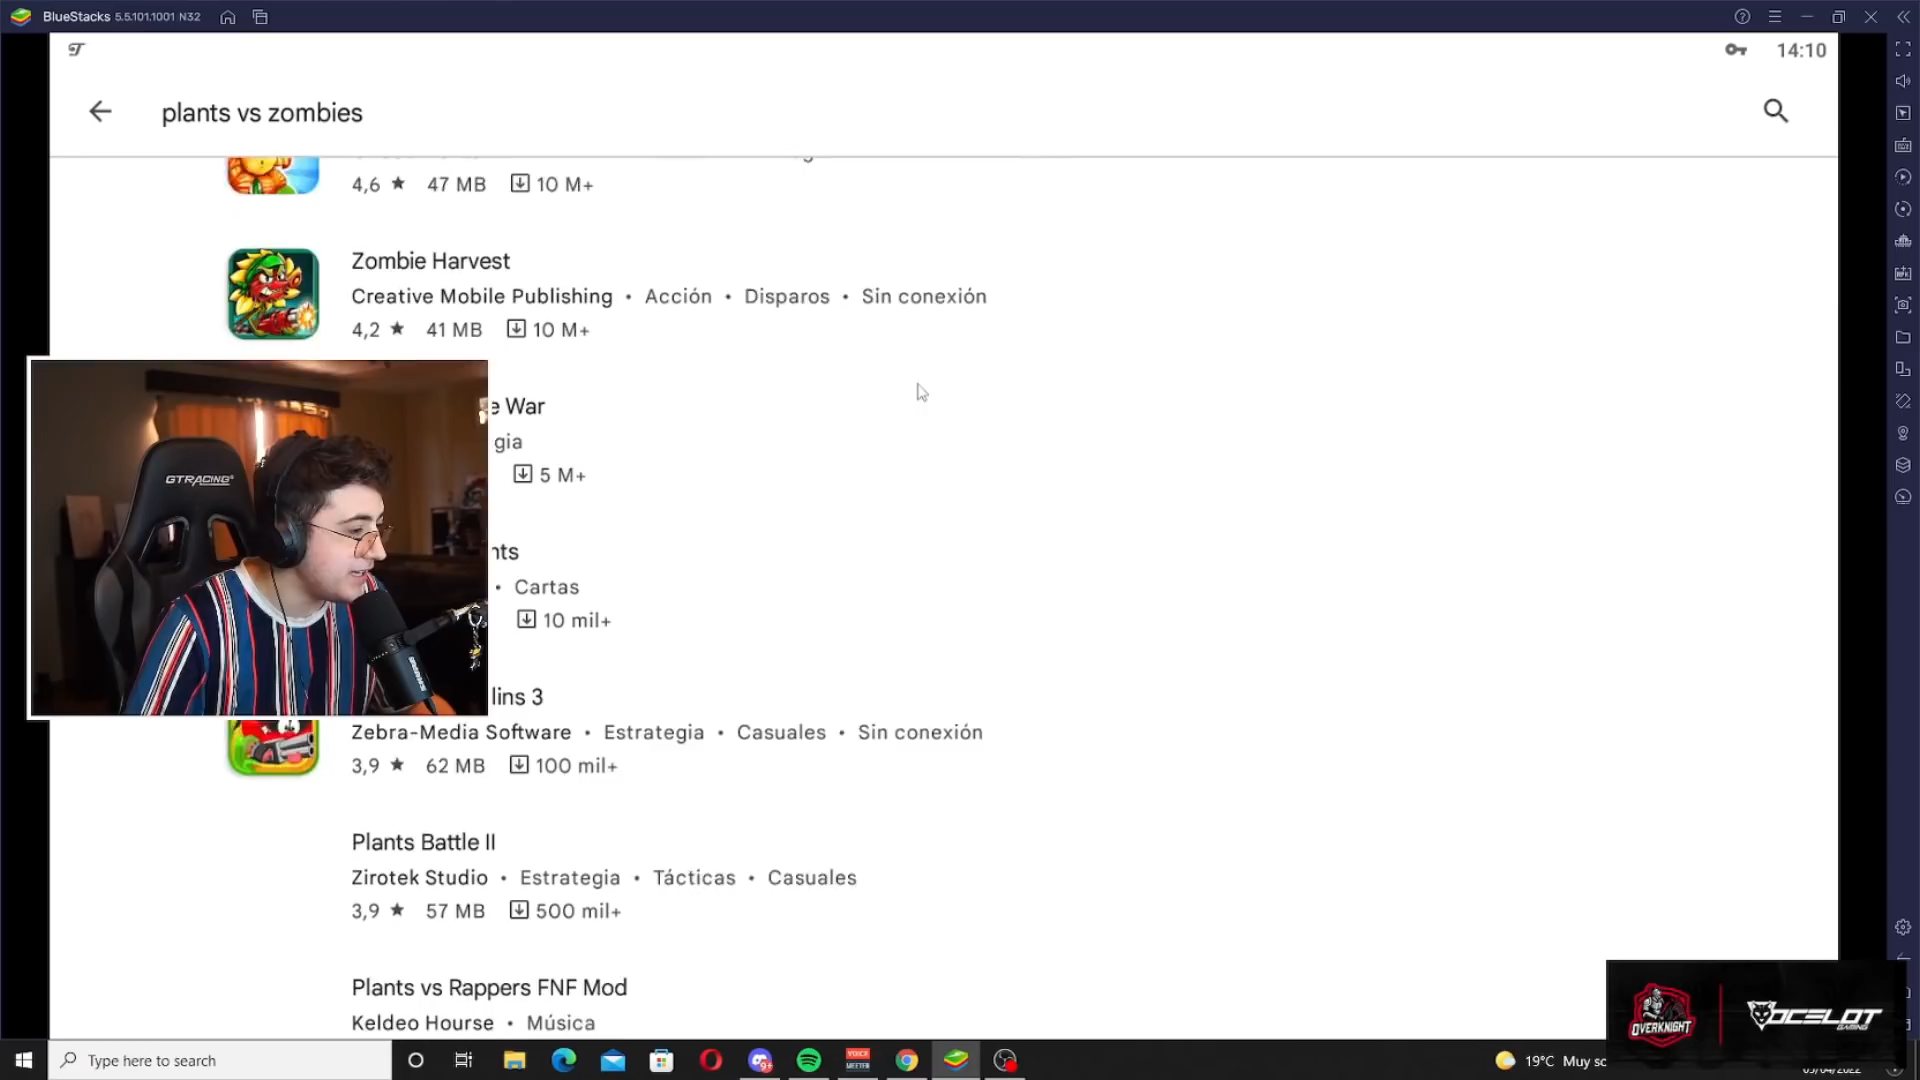 BlueStacks 5.5.101.1001 N32
14:10
plants vs zombies
4,6 ★ 47 MB 10 M+
Zombie Harvest
Creative Mobile Publishing • Acción • Disparos • Sin conexión
4,2 ★ 41 MB 10 M+
e War
gia
5 M+
nts
• Cartas
10 mil+
GTRACING
lins 3
Zebra-Media Software • Estrategia • Casuales • Sin conexión
3,9 ★ 62 MB 100 mil+
Plants Battle II
Zirotek Studio • Estrategia • Tácticas • Casuales
3,9 ★ 57 MB 500 mil+
Plants vs Rappers FNF Mod
Keldeo Hourse • Música
OVERKNIGHT
OCELOT
GAMING
Type here to search
VOICE
MEETER
19°C Muy so